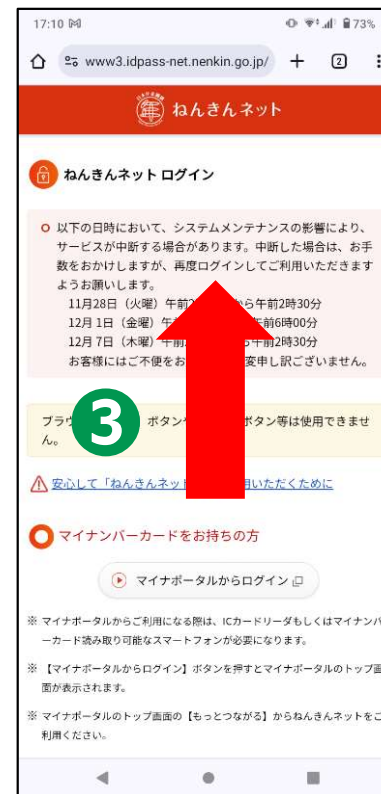 17:10
73%
www3.idpass-net.nenkin.go.jp/
2
ねんきんネット
ねんきんネット ログイン
以下の日時において、システムメンテナンスの影響により、
サービスが中断する場合があります。中断した場合は、お手
数をおかけしますが、再度ログインしてご利用いただきます
ようお願いします。
11月28日（火曜）午前 ら午前2時30分
12月 1日（金曜）午 午前6時00分
12月 7日（木曜）午前 午前2時30分
お客様にはご不便をお 変申し訳ございません。
ブラウ ボタン ボタン等は使用できませ
ん。
3
安心して「ねんきんネッ 用いただくために
マイナンバーカードをお持ちの方
マイナポータルからログイン
※ マイナポータルからご利用になる際は、ICカードリーダもしくはマイナンバ
ーカード読み取り可能なスマートフォンが必要になります。
※ 【マイナポータルからログイン】ボタンを押すとマイナポータルのトップ画
面が表示されます。
※ マイナポータルのトップ画面の【もっとつながる】からねんきんネットをご
利用ください。